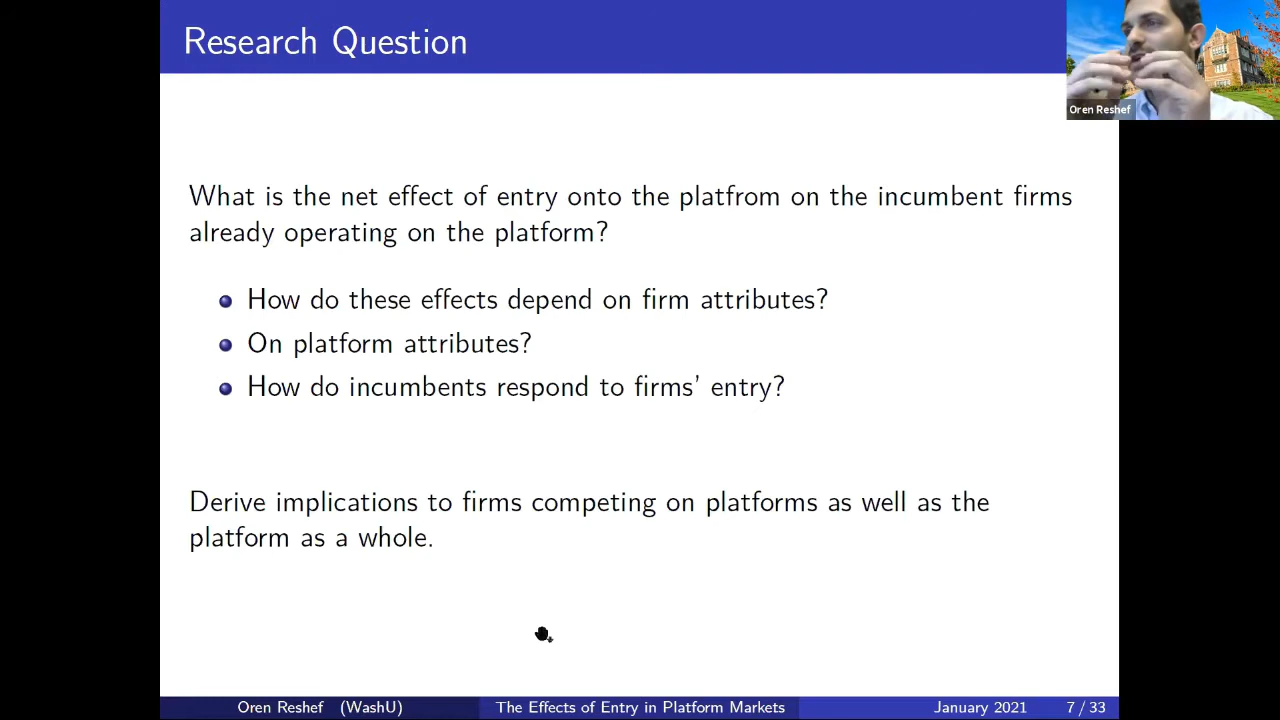 Research Question
Oren Reshef
What is the net effect of entry onto the platfrom on the incumbent firms
already operating on the platform?
How do these effects depend on firm attributes?
On platform attributes?
How do incumbents respond to firms' entry?
Derive implications to firms competing on platforms as well as the
platform as a whole.
Oren Reshef (WashU) The Effects of Entry in Platform Markets January 2021 7 / 33